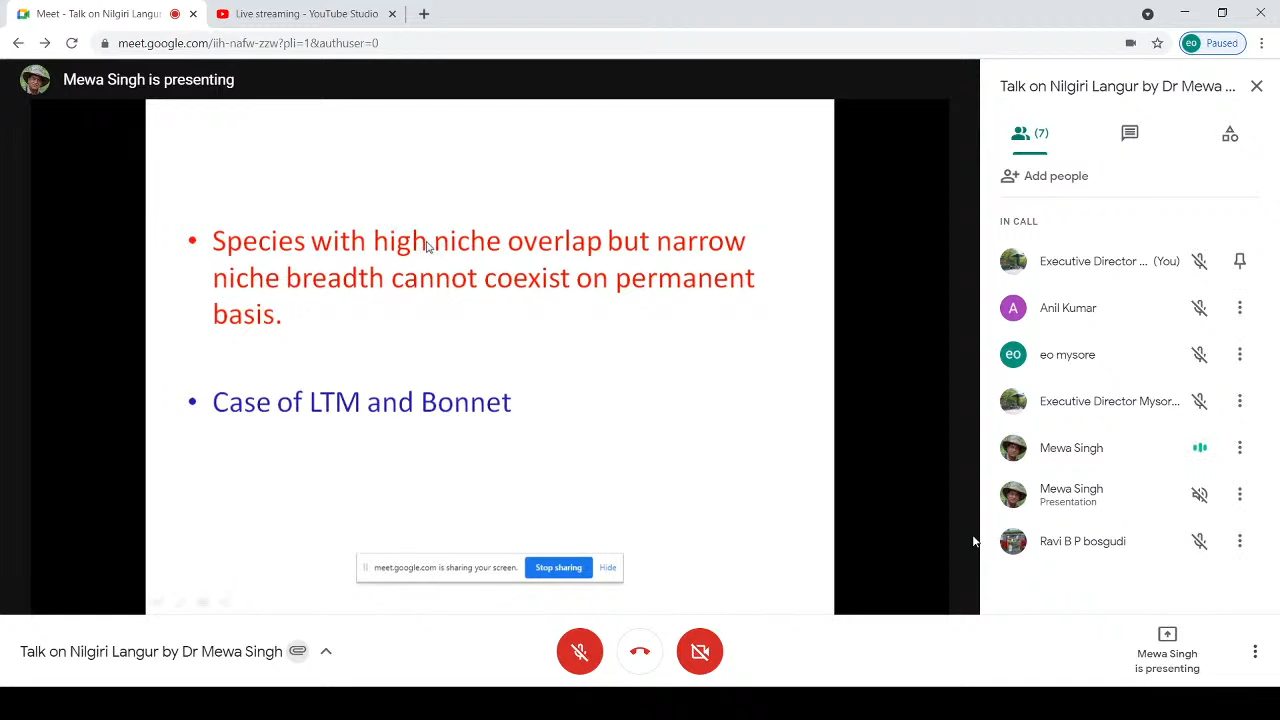 Meet - Talk on Nilgiri Langur
Live streaming - YouTube Studio
meet.google.com/iih-nafw-zzw?pli=1&authuser=0
eo Paused
Mewa Singh is presenting
Talk on Nilgiri Langur by Dr Mewa ...
(7)
Add people
IN CALL
Executive Director ... (You)
A Anil Kumar
eo eo mysore
Executive Director Mysor...
Mewa Singh
Mewa Singh
Presentation
Ravi B P bosgudi
• Species with high niche overlap but narrow
niche breadth cannot coexist on permanent
basis.
• Case of LTM and Bonnet
meet.google.com is sharing your screen. Stop sharing Hide
Talk on Nilgiri Langur by Dr Mewa Singh
Mewa Singh
is presenting